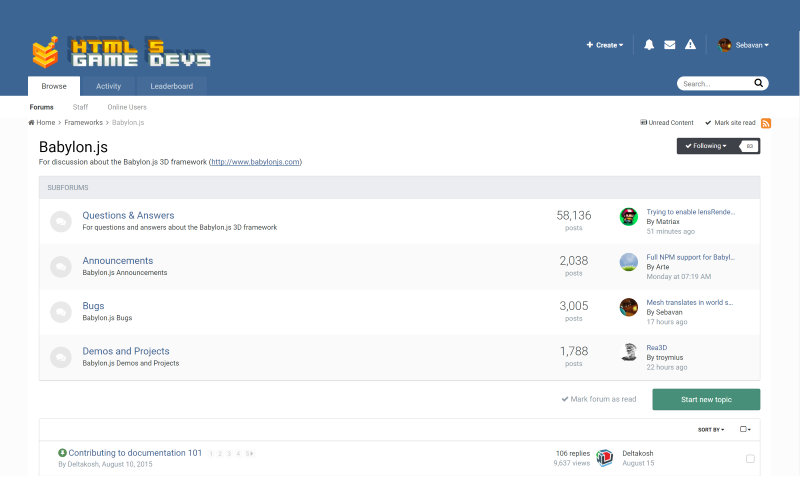 HTML 5
GAME DEVS
Create
Sebavan
Browse
Activity
Leaderboard
Search...
Forums
Staff
Online Users
Home > Frameworks > Babylon.js
Unread Content
Mark site read
Babylon.js
Following
83
For discussion about the Babylon.js 3D framework (http://www.babylonjs.com)
SUBFORUMS
Questions & Answers
For questions and answers about the Babylon.js 3D framework
58,136
posts
Trying to enable lensRende...
By Matriax
51 minutes ago
Announcements
Babylon.js Announcements
2,038
posts
Full NPM support for Babyl...
By Arte
Monday at 07:19 AM
Bugs
Babylon.js Bugs
3,005
posts
Mesh translates in world s...
By Sebavan
17 hours ago
Demos and Projects
Babylon.js Demos and Projects
1,788
posts
Rea3D
By troymius
22 hours ago
Mark forum as read
Start new topic
SORT BY
Contributing to documentation 101
1 2 3 4 5
By Deltakosh, August 10, 2015
106 replies
9,637 views
Deltakosh
August 15